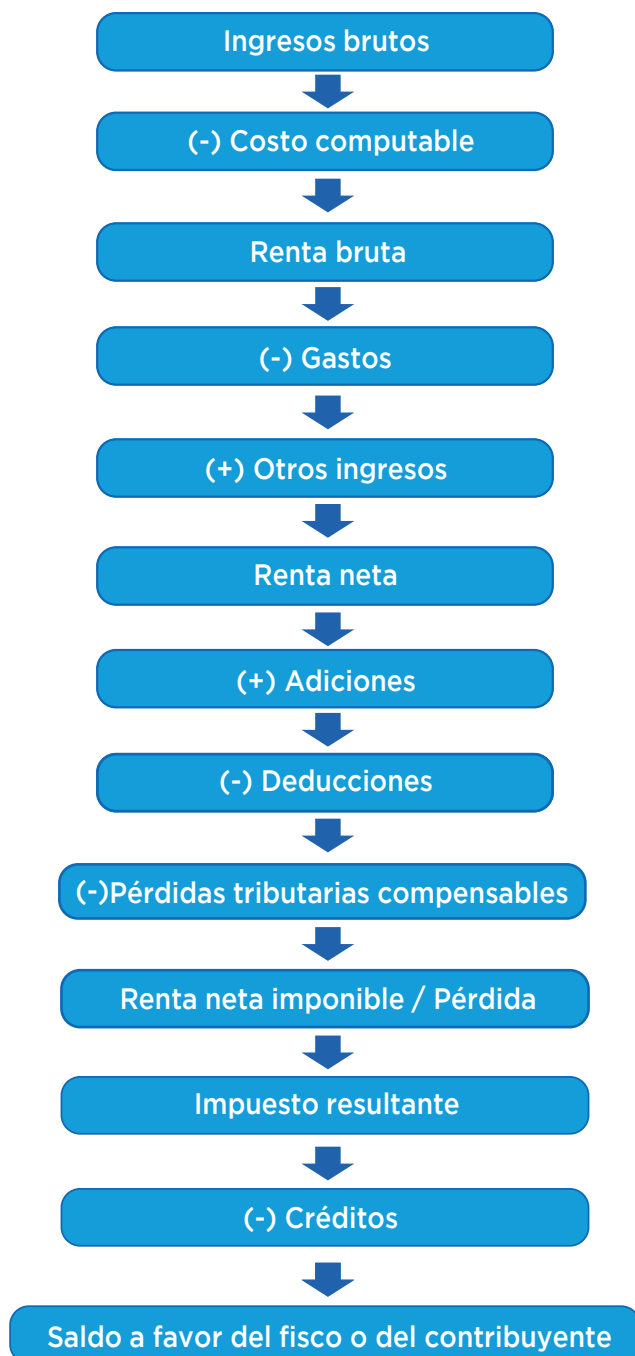 Ingresos brutos
(-) Costo computable
Renta bruta
(-) Gastos
(+) Otros ingresos
Renta neta
(+) Adiciones
(-) Deducciones
(-)Pérdidas tributarias compensables
Renta neta imponible / Pérdida
Impuesto resultante
(-) Créditos
Saldo a favor del fisco o del contribuyente